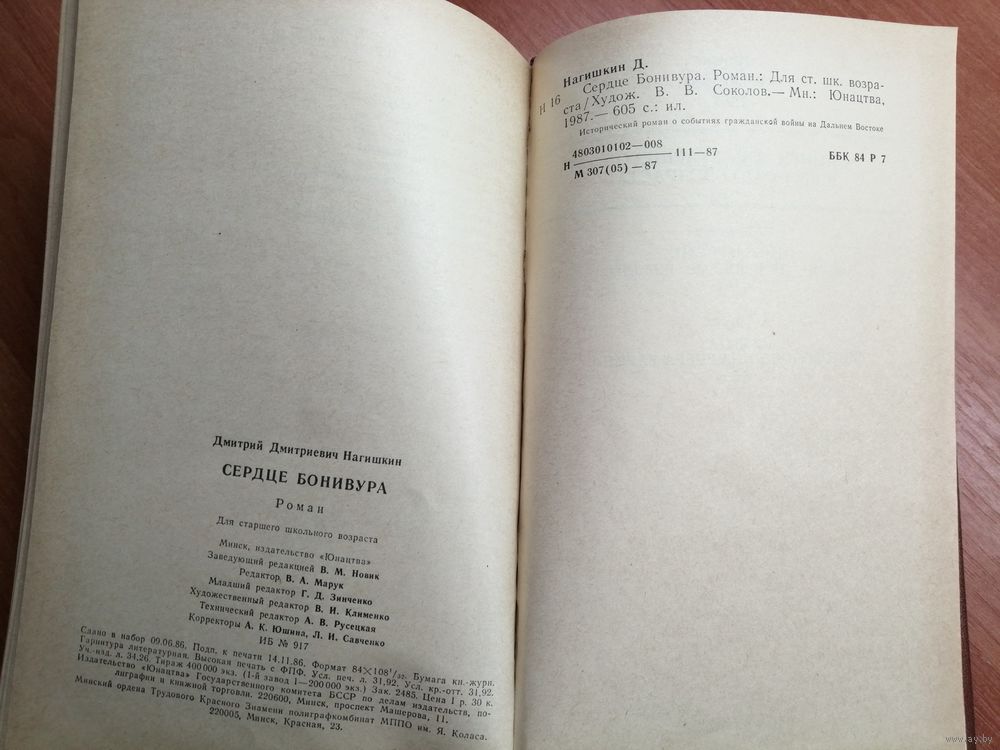 Дмитрий Дмитриевич Нагишкин
СЕРДЦЕ БОНИВУРА
Роман
Для старшего школьного возраста
Минск, издательство «Юнацтва»
Заведующий редакцией В. М. Новик
Редактор В. А. Марук
Младший редактор Г. Д. Зинченко
Художественный редактор В. И. Клименко
Технический редактор А. В. Русецкая
Корректоры А. К. Юшина, Л. И. Савченко
ИБ № 917
Сдано в набор 09.06.86. Подп. к печати 14.11.86. Формат 84×108¹/₃₂. Бумага кн.-журн.
Гарнитура литературная. Высокая печать с ФПФ. Усл. печ. л. 31,92. Усл. кр.-отт. 31,92.
Уч.-изд. л. 34,26. Тираж 400 000 экз. (1-й завод 1—200 000 экз.) Зак. 2485. Цена 1 р. 30 к.
Издательство «Юнацтва» Государственного комитета БССР по делам издательств, по-
лиграфии и книжной торговли. 220600, Минск, проспект Машерова, 11.
Минский ордена Трудового Красного Знамени полиграфкомбинат МППО им. Я. Коласа.
220005, Минск, Красная, 23.
Нагишкин Д.
Н 16 Сердце Бонивура. Роман.: Для ст. шк. возра-
ста/Худож. В. В. Соколов.— Мн.: Юнацтва,
1987.— 605 с.: ил.
Исторический роман о событиях гражданской войны на Дальнем Востоке
4803010102—008
Н 111—87 ББК 84 Р 7
М 307(05)—87
www.ay.by